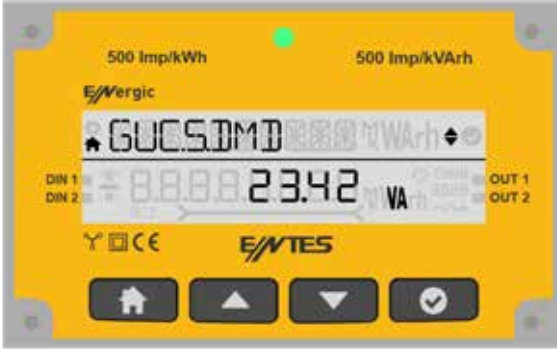 500 Imp/kWh 500 Imp/kVArh
ENergic
GUC.S.DMD
DIN 1 OUT 1
DIN 2 OUT 2
23.42 VA
CE
ENTES